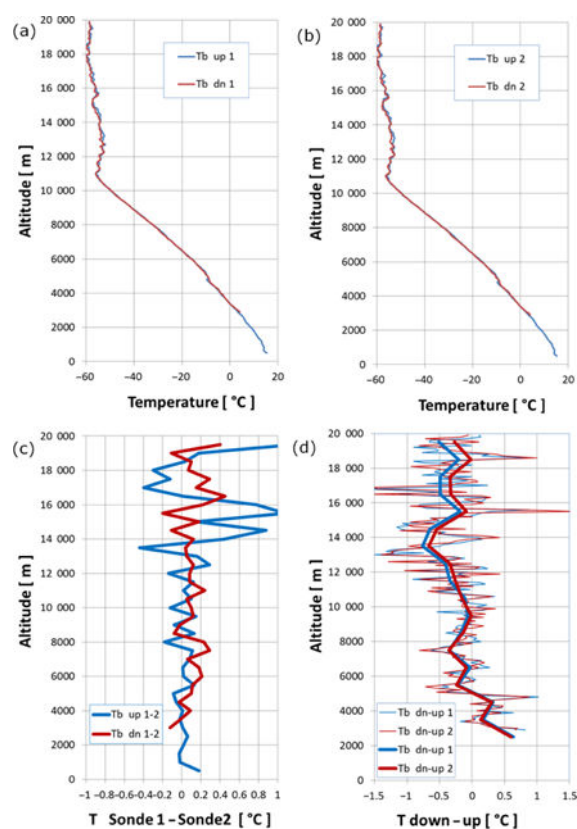 (a)
20 000
18 000
16 000
14 000
12 000
10 000
8000
6000
4000
2000
0
Altitude [ m ]
Tb up 1
Tb dn 1
−60 −40 −20 0 20
Temperature [ °C ]
(b)
20 000
18 000
16 000
14 000
12 000
10 000
8000
6000
4000
2000
0
Altitude [ m ]
Tb up 2
Tb dn 2
−60 −40 −20 0 20
Temperature [ °C ]
(c)
20 000
18 000
16 000
14 000
12 000
10 000
8000
6000
4000
2000
0
Altitude [ m ]
Tb up 1-2
Tb dn 1-2
−1 −0.8 −0.6 −0.4 −0.2 0 0.2 0.4 0.6 0.8 1
T Sonde 1 – Sonde2 [ °C ]
(d)
20 000
18 000
16 000
14 000
12 000
10 000
8000
6000
4000
2000
0
Altitude [ m ]
Tb dn-up 1
Tb dn-up 2
Tb dn-up 1
Tb dn-up 2
−1.5 −1 −0.5 0 0.5 1 1.5
T down – up [ °C ]